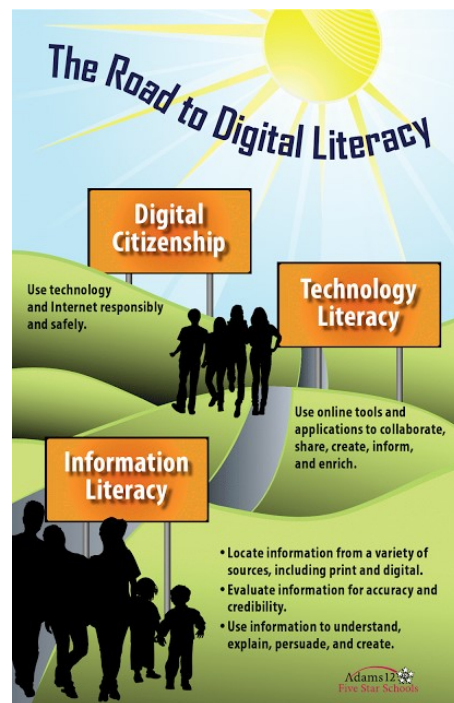 The Road to Digital Literacy
Digital
Citizenship
Use technology
and Internet responsibly
and safely.
Technology
Literacy
Use online tools and
applications to collaborate,
share, create, inform,
and enrich.
Information
Literacy
• Locate information from a variety of
sources, including print and digital.
• Evaluate information for accuracy and
credibility.
• Use information to understand,
explain, persuade, and create.
Adams12
Five Star Schools